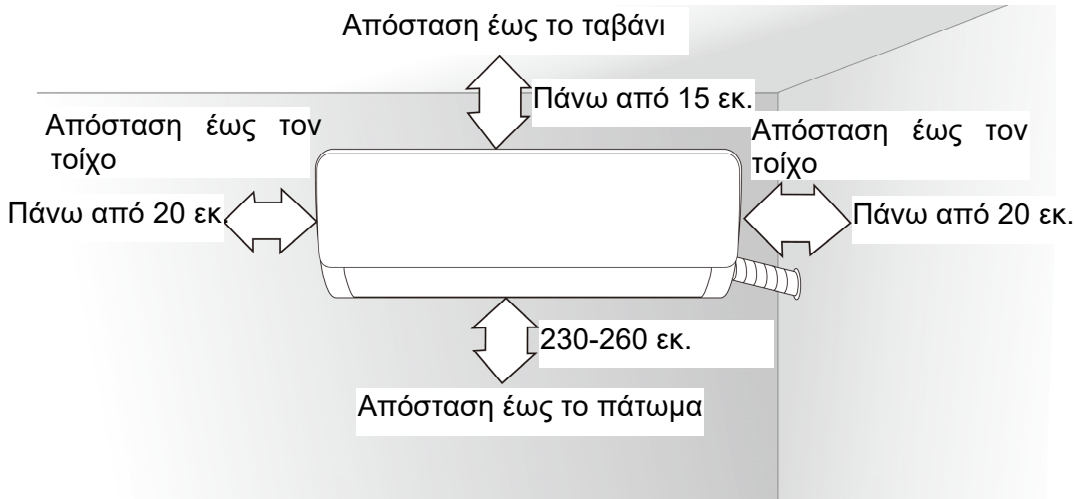 Απόσταση έως το ταβάνι
Πάνω από 15 εκ.
Απόσταση έως τον
τοίχο
Πάνω από 20 εκ.
Απόσταση έως τον
τοίχο
Πάνω από 20 εκ.
230-260 εκ.
Απόσταση έως το πάτωμα